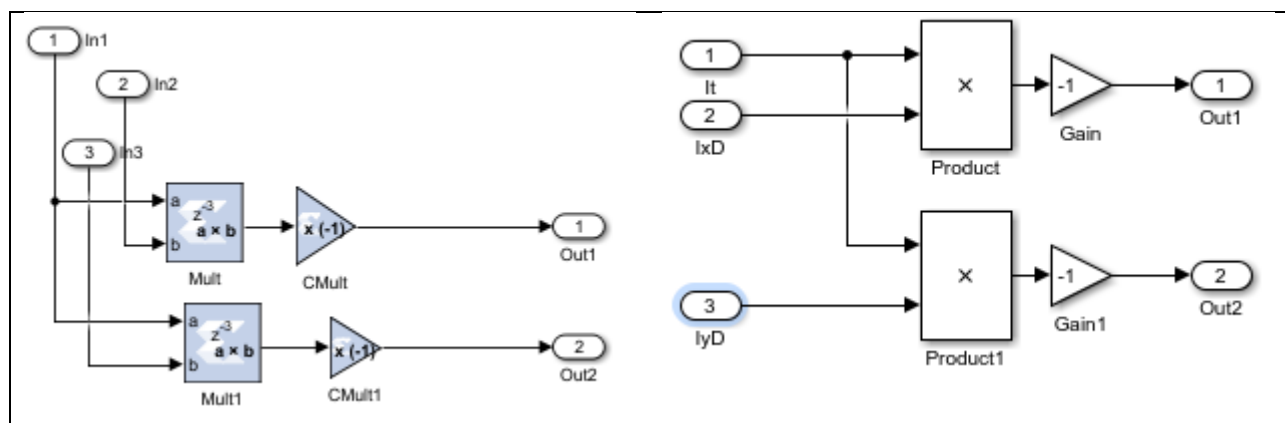 1 In1
2 In2
3 In3
a
z-3
a × b
b
Mult
x (-1)
CMult
1
Out1
a
z-3
a × b
b
Mult1
x (-1)
CMult1
2
Out2
1
It
2
IxD
×
Product
-1
Gain
1
Out1
3
IyD
×
Product1
-1
Gain1
2
Out2